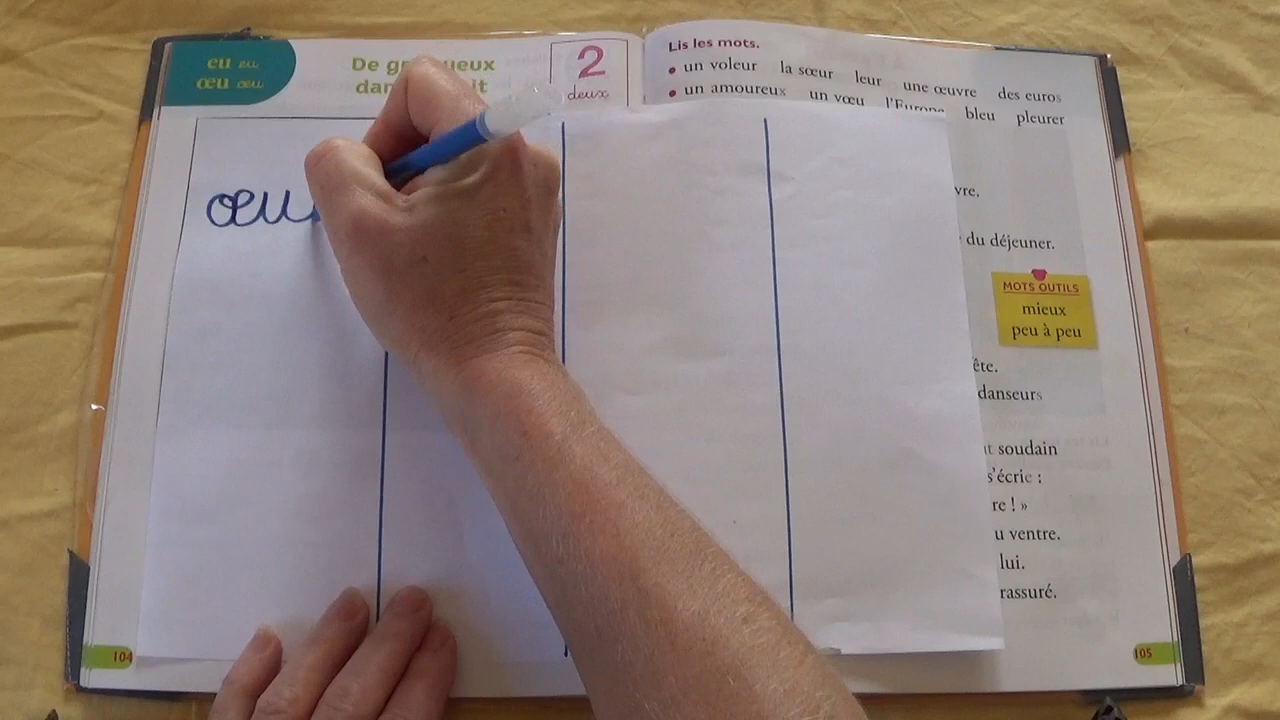 eu eu
œu œu
2
deux
Lis les mots.
• un voleur la sœur leur une œuvre des euros
• un amoureux un vœu l'Europe bleu pleurer
œu
vre.
du déjeuner.
MOTS OUTILS
mieux
peu à peu
ête.
danseurs
soudain
s'écrie :
re ! »
u ventre.
lui.
rassuré.
104
105